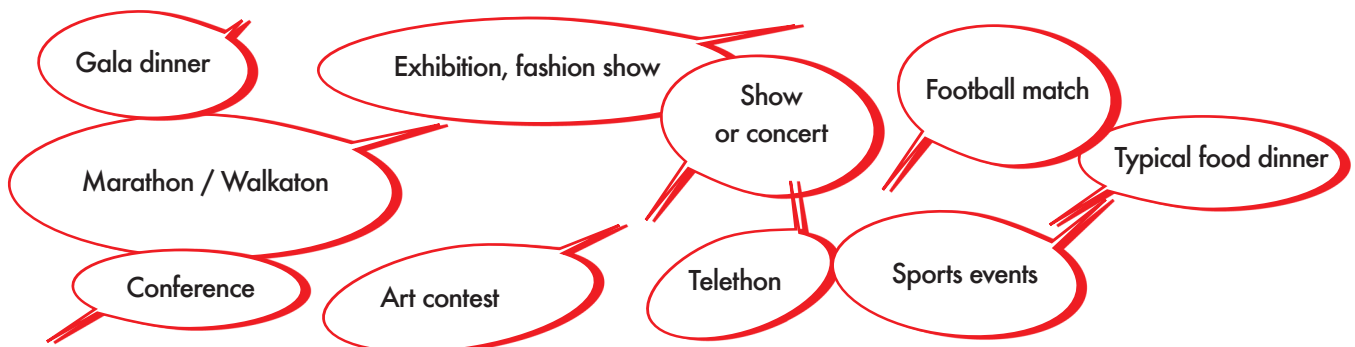 Gala dinner
Exhibition, fashion show
Show
or concert
Football match
Typical food dinner
Marathon / Walkaton
Conference
Art contest
Telethon
Sports events